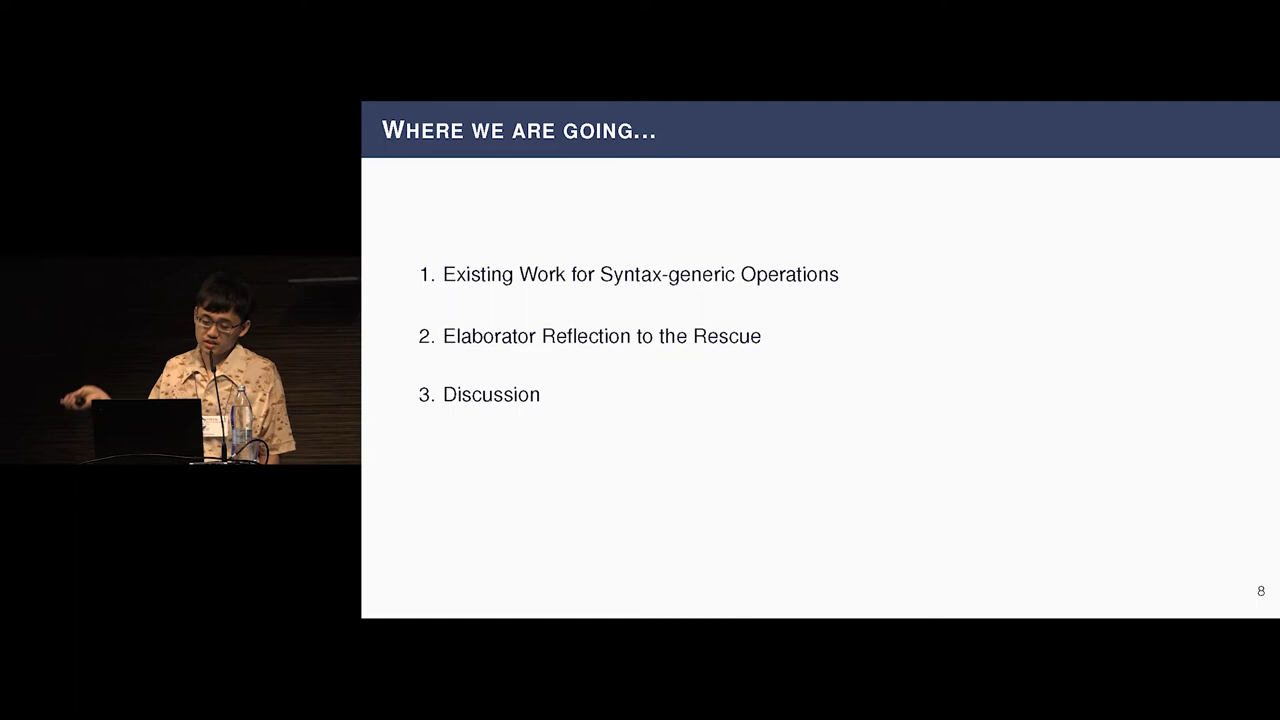 WHERE WE ARE GOING...
1. Existing Work for Syntax-generic Operations
2. Elaborator Reflection to the Rescue
3. Discussion
8